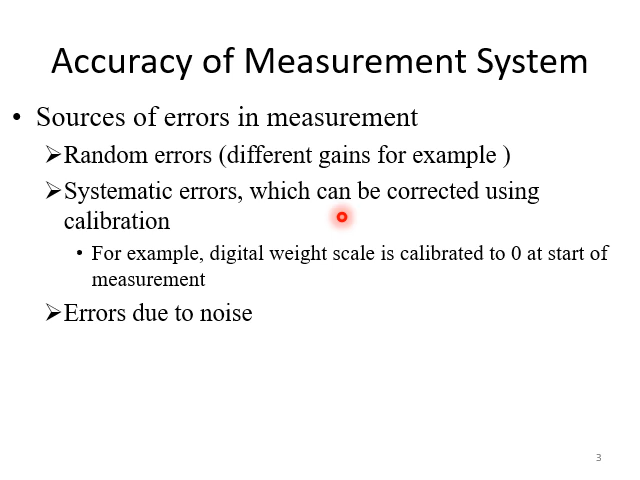 Accuracy of Measurement System
• Sources of errors in measurement
➢Random errors (different gains for example )
➢Systematic errors, which can be corrected using
calibration
• For example, digital weight scale is calibrated to 0 at start of
measurement
➢Errors due to noise
3